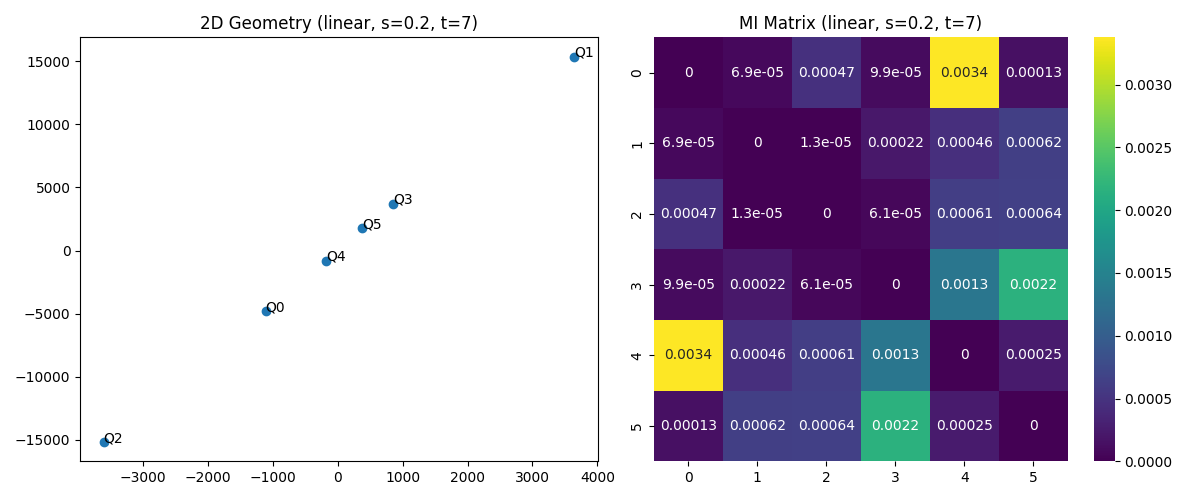 2D Geometry (linear, s=0.2, t=7)
15000
10000
5000
0
−5000
−10000
−15000
−3000 −2000 −1000 0 1000 2000 3000 4000
Q1
Q3
Q5
Q4
Q0
Q2
MI Matrix (linear, s=0.2, t=7)
0 0 6.9e-05 0.00047 9.9e-05 0.0034 0.00013
1 6.9e-05 0 1.3e-05 0.00022 0.00046 0.00062
2 0.00047 1.3e-05 0 6.1e-05 0.00061 0.00064
3 9.9e-05 0.00022 6.1e-05 0 0.0013 0.0022
4 0.0034 0.00046 0.00061 0.0013 0 0.00025
5 0.00013 0.00062 0.00064 0.0022 0.00025 0
0 1 2 3 4 5
0.0030
0.0025
0.0020
0.0015
0.0010
0.0005
0.0000